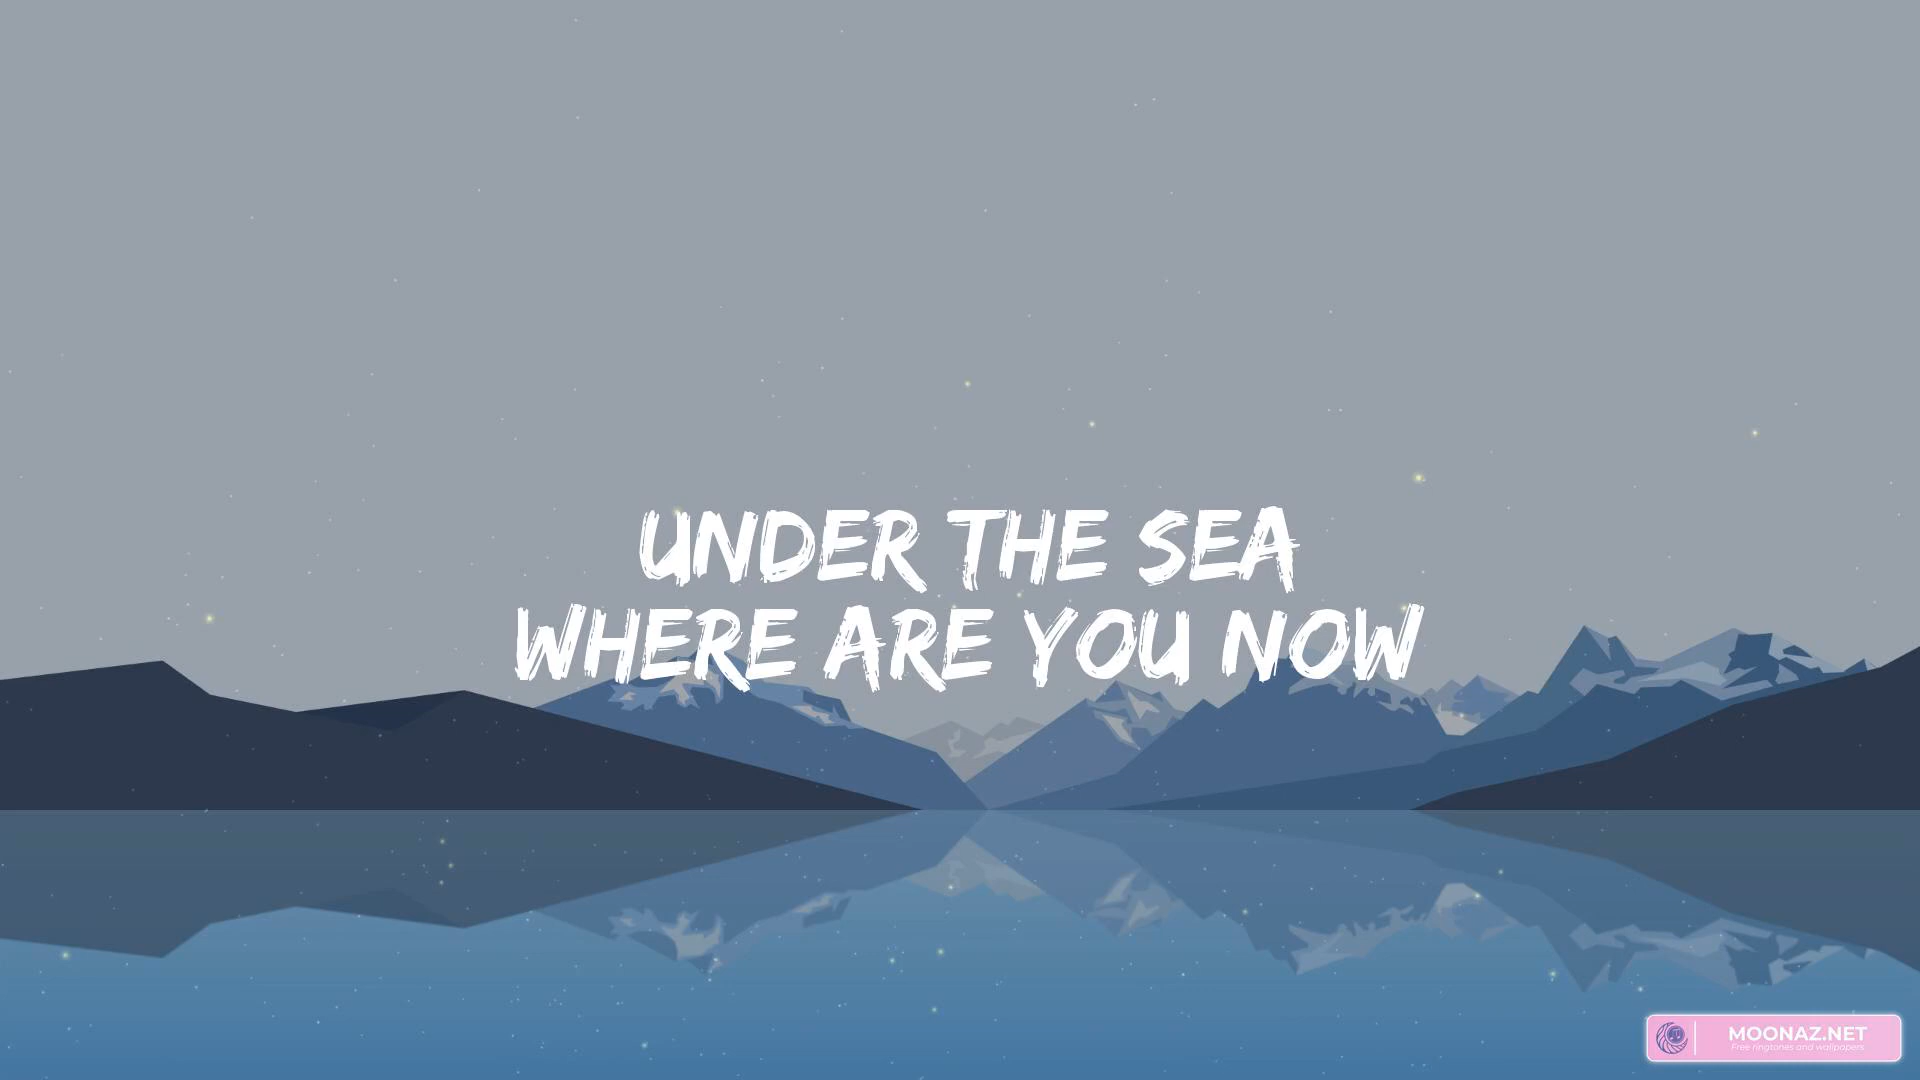 UNDER THE SEA
WHERE ARE YOU NOW
MOONAZ.NET
Free ringtones and wallpapers